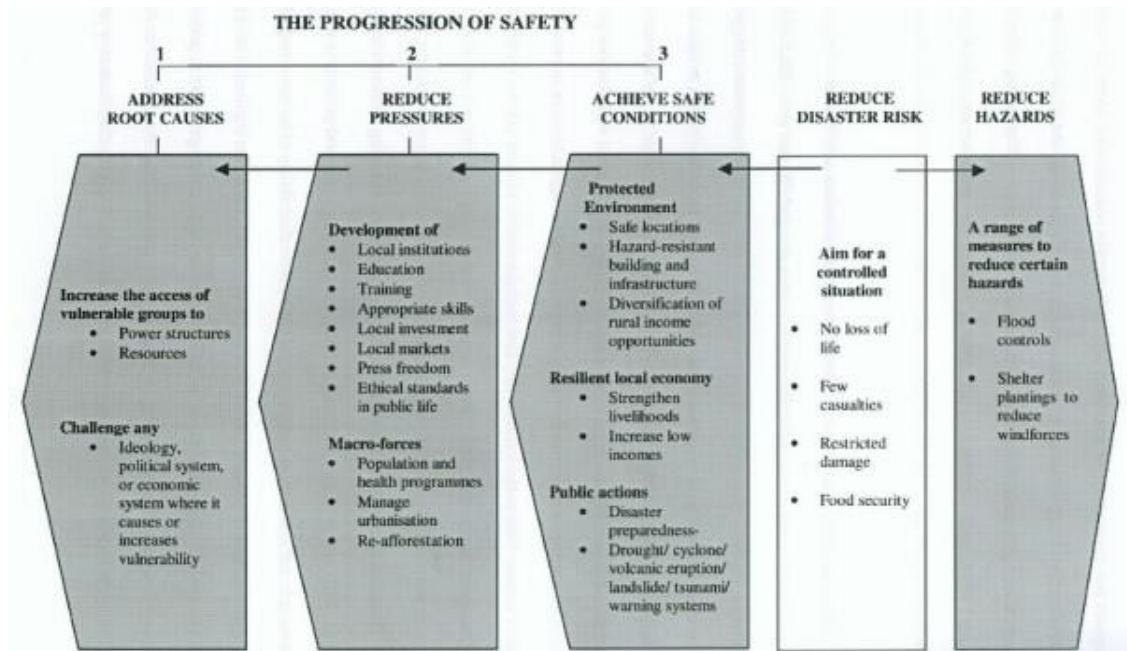 THE PROGRESSION OF SAFETY
1
2
3
ADDRESS
ROOT CAUSES
REDUCE
PRESSURES
ACHIEVE SAFE
CONDITIONS
REDUCE
DISASTER RISK
REDUCE
HAZARDS
Increase the access of
vulnerable groups to
• Power structures
• Resources
Challenge any
• Ideology,
political system,
or economic
system where it
causes or
increases
vulnerability
Development of
• Local institutions
• Education
• Training
• Appropriate skills
• Local investment
• Local markets
• Press freedom
• Ethical standards
in public life
Macro-forces
• Population and
health programmes
• Manage
urbanisation
• Re-afforestation
Protected
Environment
• Safe locations
• Hazard-resistant
building and
infrastructure
• Diversification of
rural income
opportunities
Resilient local economy
• Strengthen
livelihoods
• Increase low
incomes
Public actions
• Disaster
preparedness-
• Drought/ cyclone/
volcanic eruption/
landslide/ tsunami/
warning systems
Aim for a
controlled
situation
• No loss of
life
• Few
casualties
• Restricted
damage
• Food security
A range of
measures to
reduce certain
hazards
• Flood
controls
• Shelter
plantings to
reduce
windforces